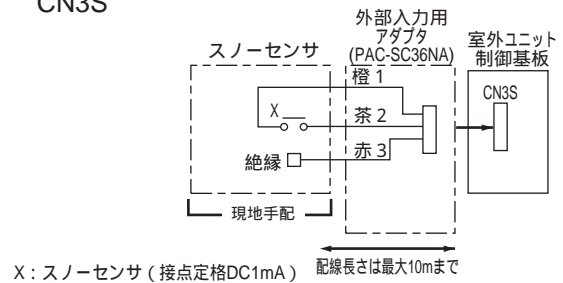 CN3S
外部入力用
アダプタ
(PAC-SC36NA)
スノーセンサ
室外ユニット
制御基板
橙 1
CN3S
X
茶 2
赤 3
絶縁
現地手配
配線長さは最大10mまで
X：スノーセンサ（接点定格DC1mA）